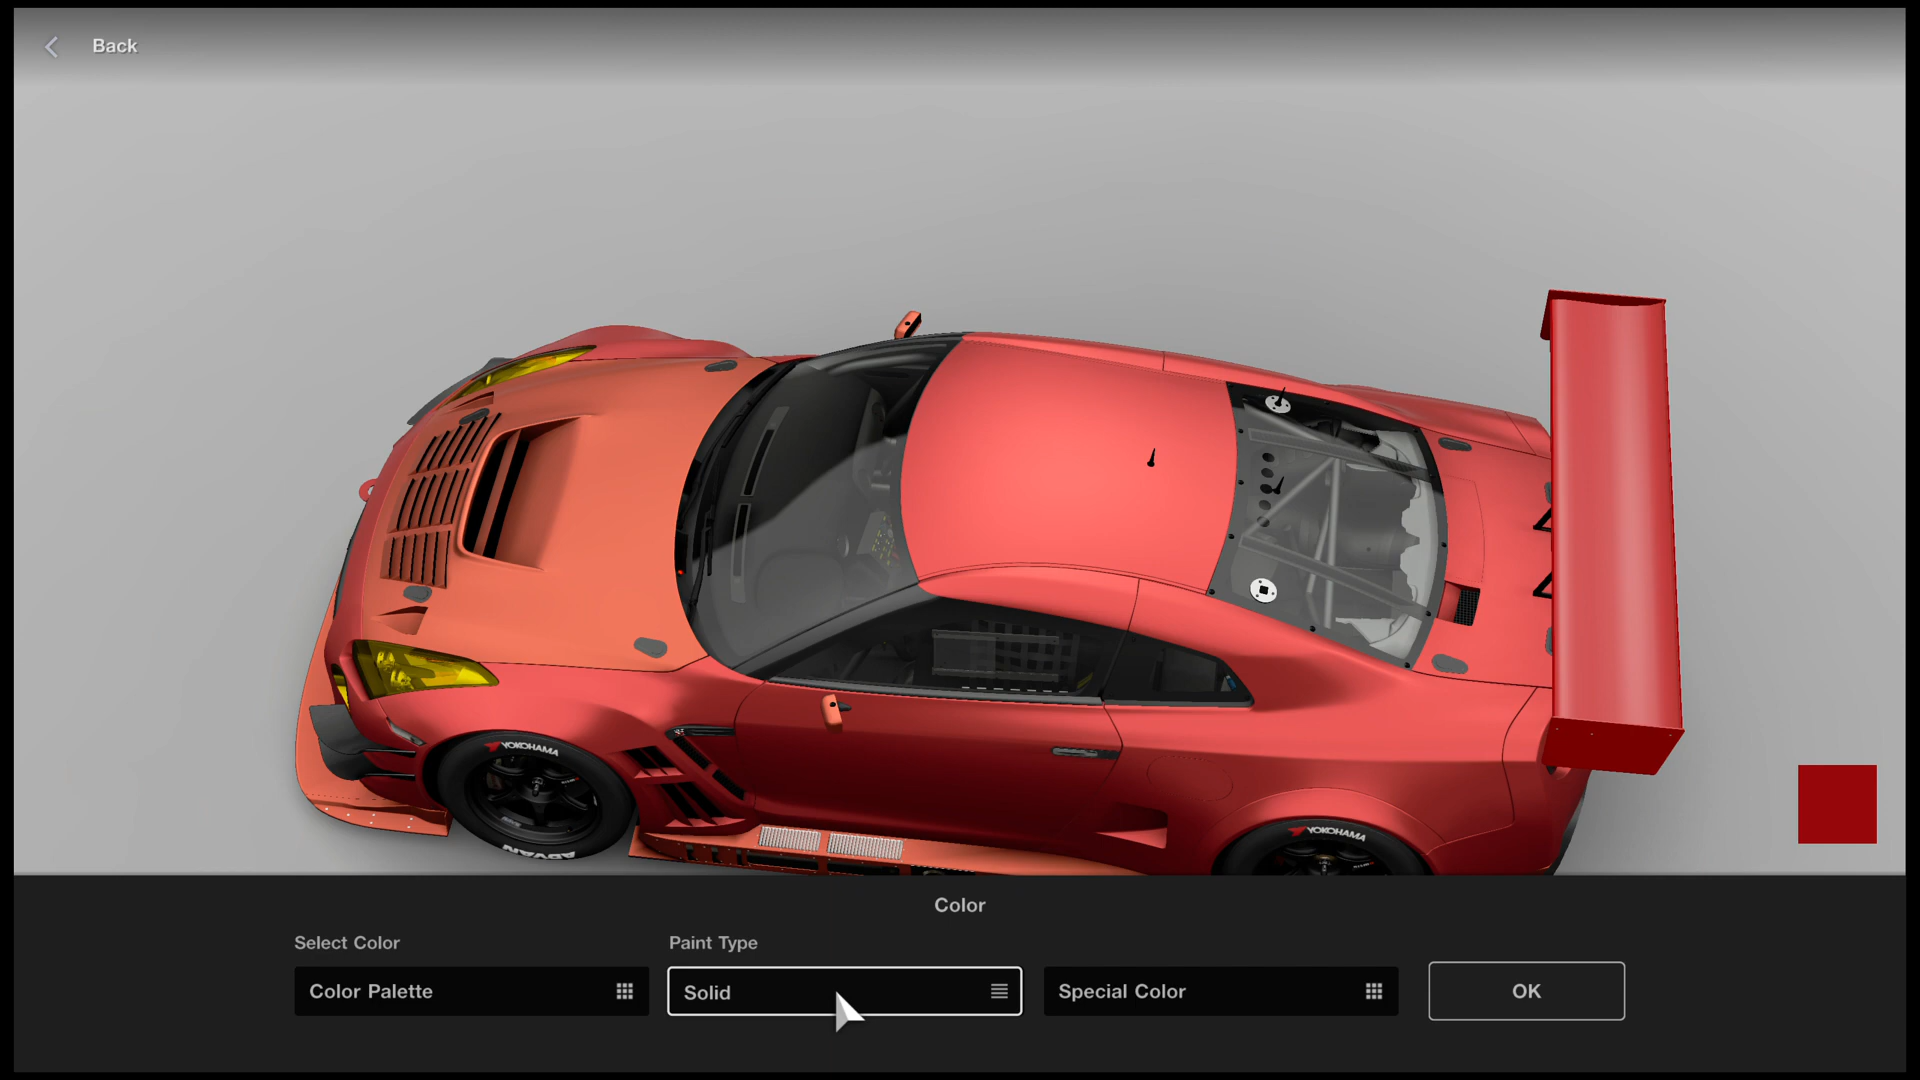 Back
YOKOHAMA
ADVAN
YOKOHAMA
Color
Select Color
Paint Type
Color Palette
Solid
Special Color
OK